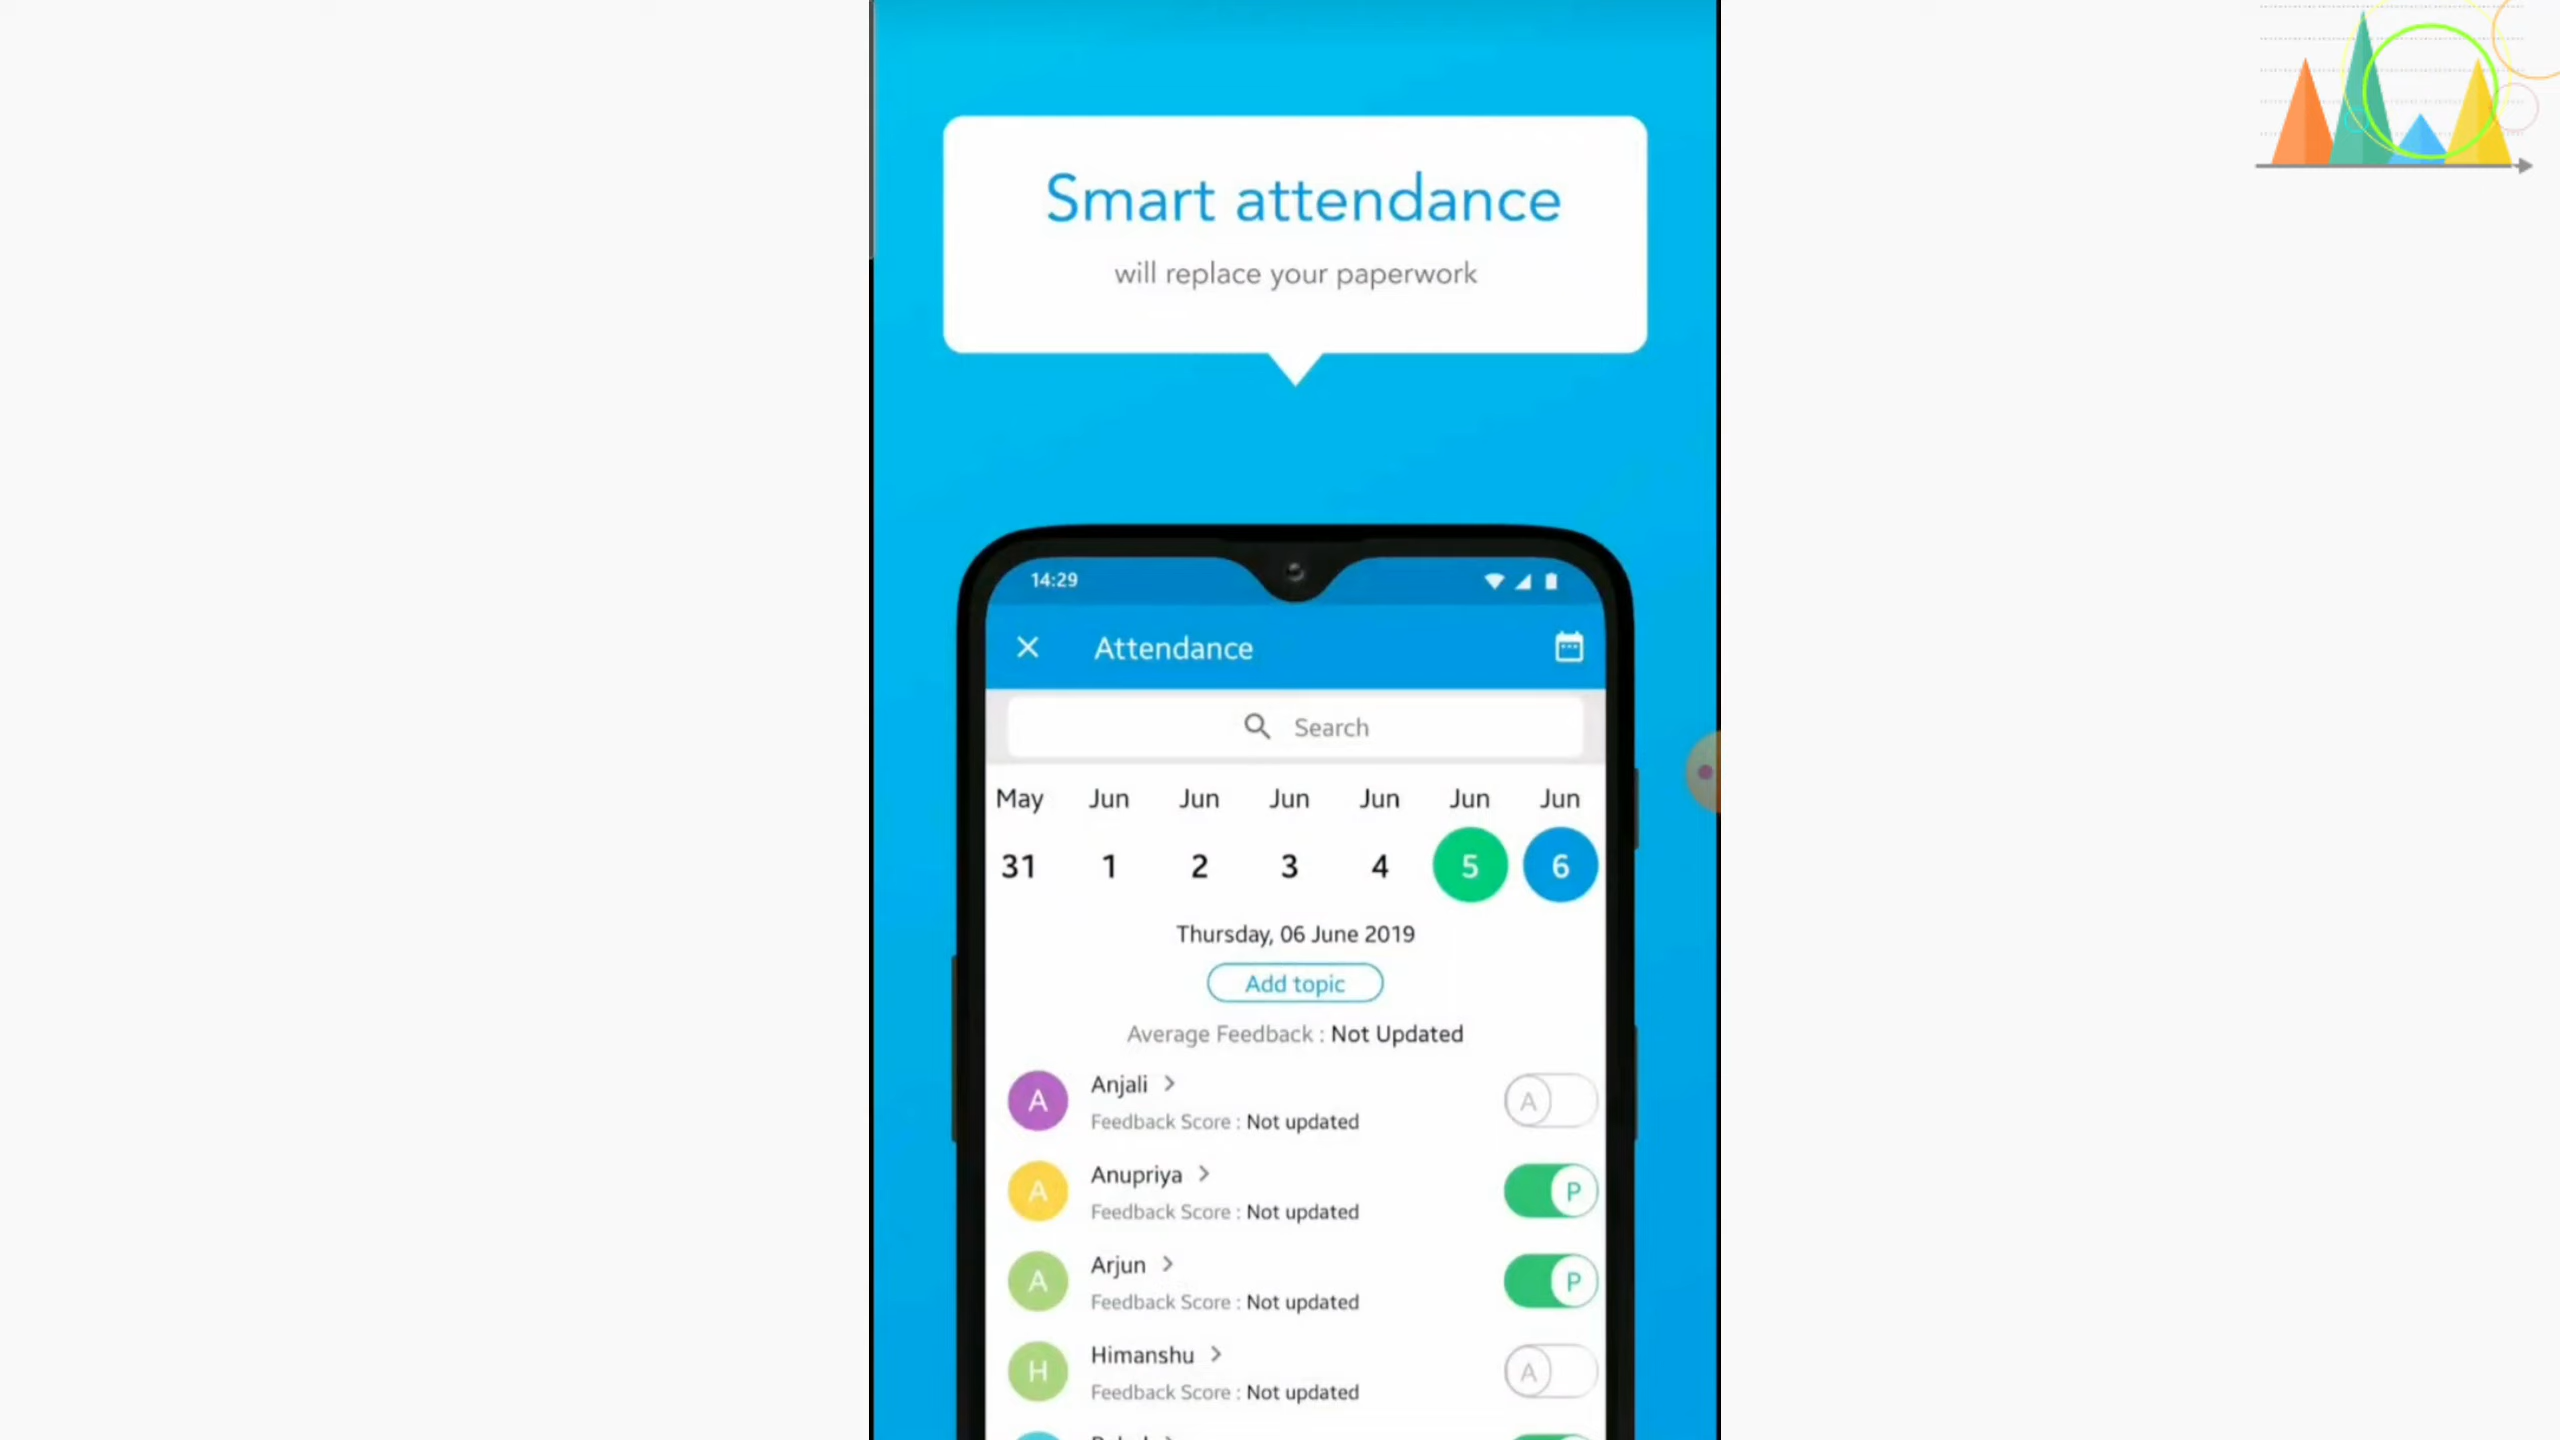 Smart attendance
will replace your paperwork
14:29
Attendance
Search
May Jun Jun Jun Jun Jun Jun
31 1 2 3 4 5 6
Thursday, 06 June 2019
Add topic
Average Feedback : Not Updated
A Anjali A
Feedback Score : Not updated
A Anupriya P
Feedback Score : Not updated
A Arjun P
Feedback Score : Not updated
H Himanshu A
Feedback Score : Not updated